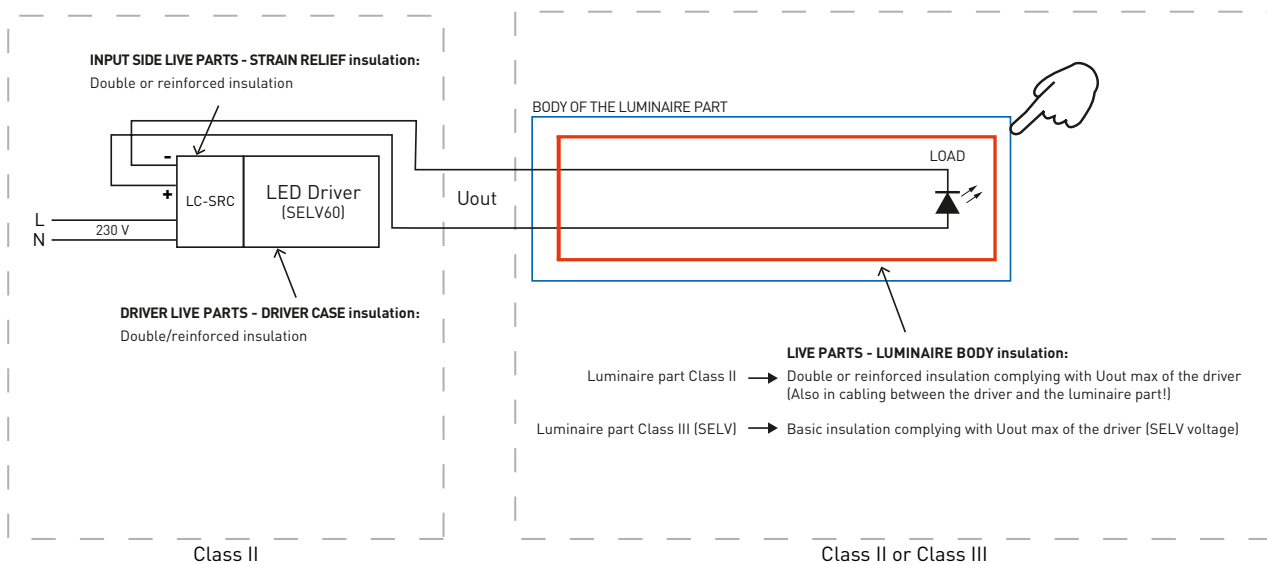 INPUT SIDE LIVE PARTS - STRAIN RELIEF insulation:
Double or reinforced insulation
BODY OF THE LUMINAIRE PART
-
+
LC-SRC
LED Driver
(SELV60)
L
N
230 V
Uout
LOAD
DRIVER LIVE PARTS - DRIVER CASE insulation:
Double/reinforced insulation
LIVE PARTS - LUMINAIRE BODY insulation:
Luminaire part Class II
Double or reinforced insulation complying with Uout max of the driver
(Also in cabling between the driver and the luminaire part!)
Luminaire part Class III (SELV)
Basic insulation complying with Uout max of the driver (SELV voltage)
Class II
Class II or Class III